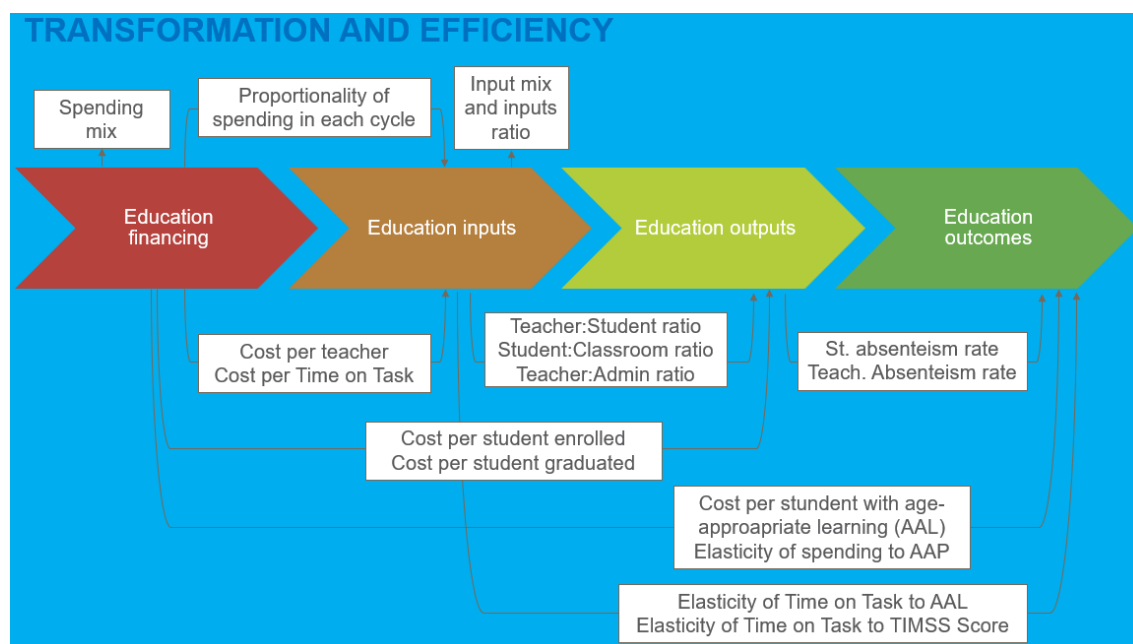 TRANSFORMATION AND EFFICIENCY
Spending
mix
Proportionality of
spending in each cycle
Input mix
and inputs
ratio
Education
financing
Education inputs
Education outputs
Education
outcomes
Cost per teacher
Cost per Time on Task
Teacher:Student ratio
Student:Classroom ratio
Teacher:Admin ratio
St. absenteism rate
Teach. Absenteism rate
Cost per student enrolled
Cost per student graduated
Cost per stundent with age-
approapriate learning (AAL)
Elasticity of spending to AAP
Elasticity of Time on Task to AAL
Elasticity of Time on Task to TIMSS Score